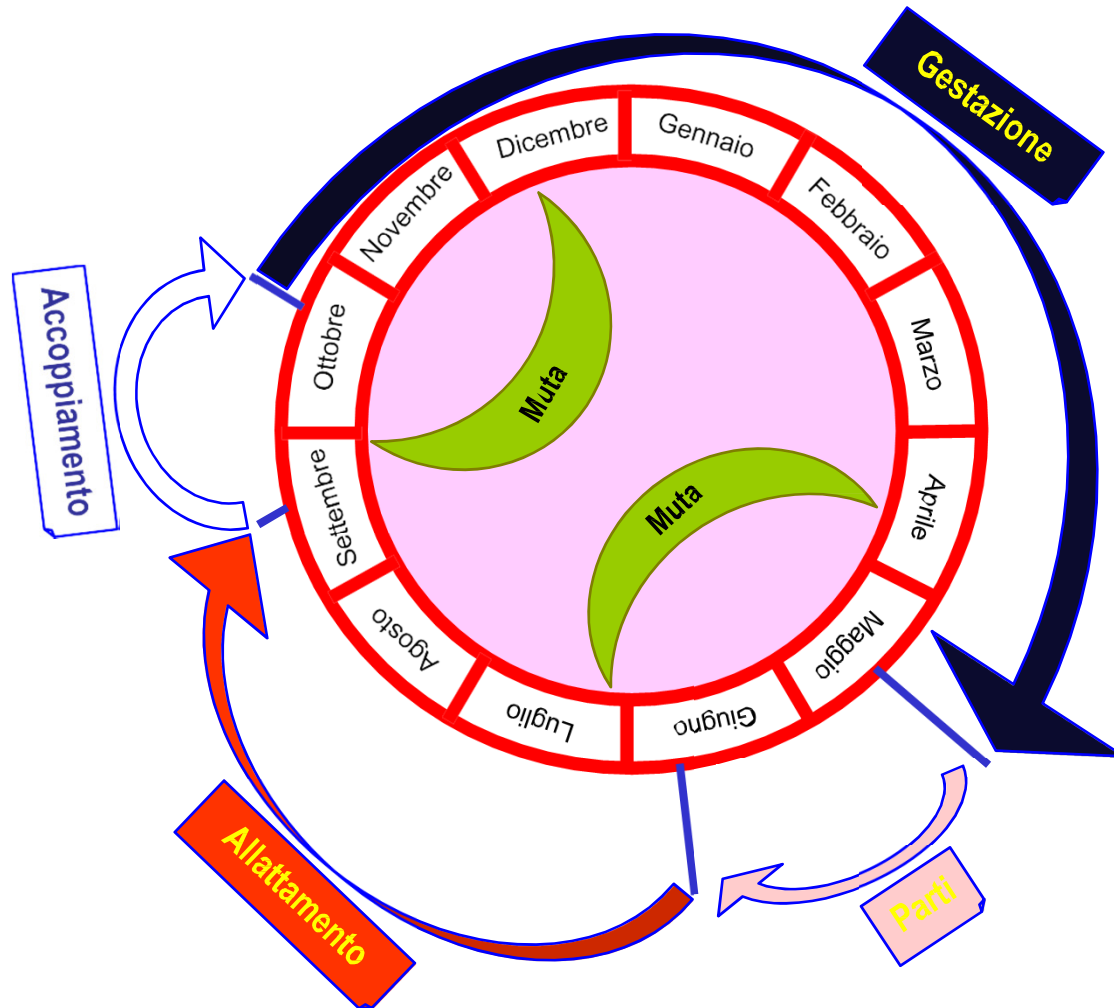 Gestazione
Dicembre
Gennaio
Novembre
Febbraio
Ottobre
Marzo
Accoppiamento
Muta
Settembre
Muta
Aprile
Agosto
Maggio
Luglio
Giugno
Allattamento
Parti